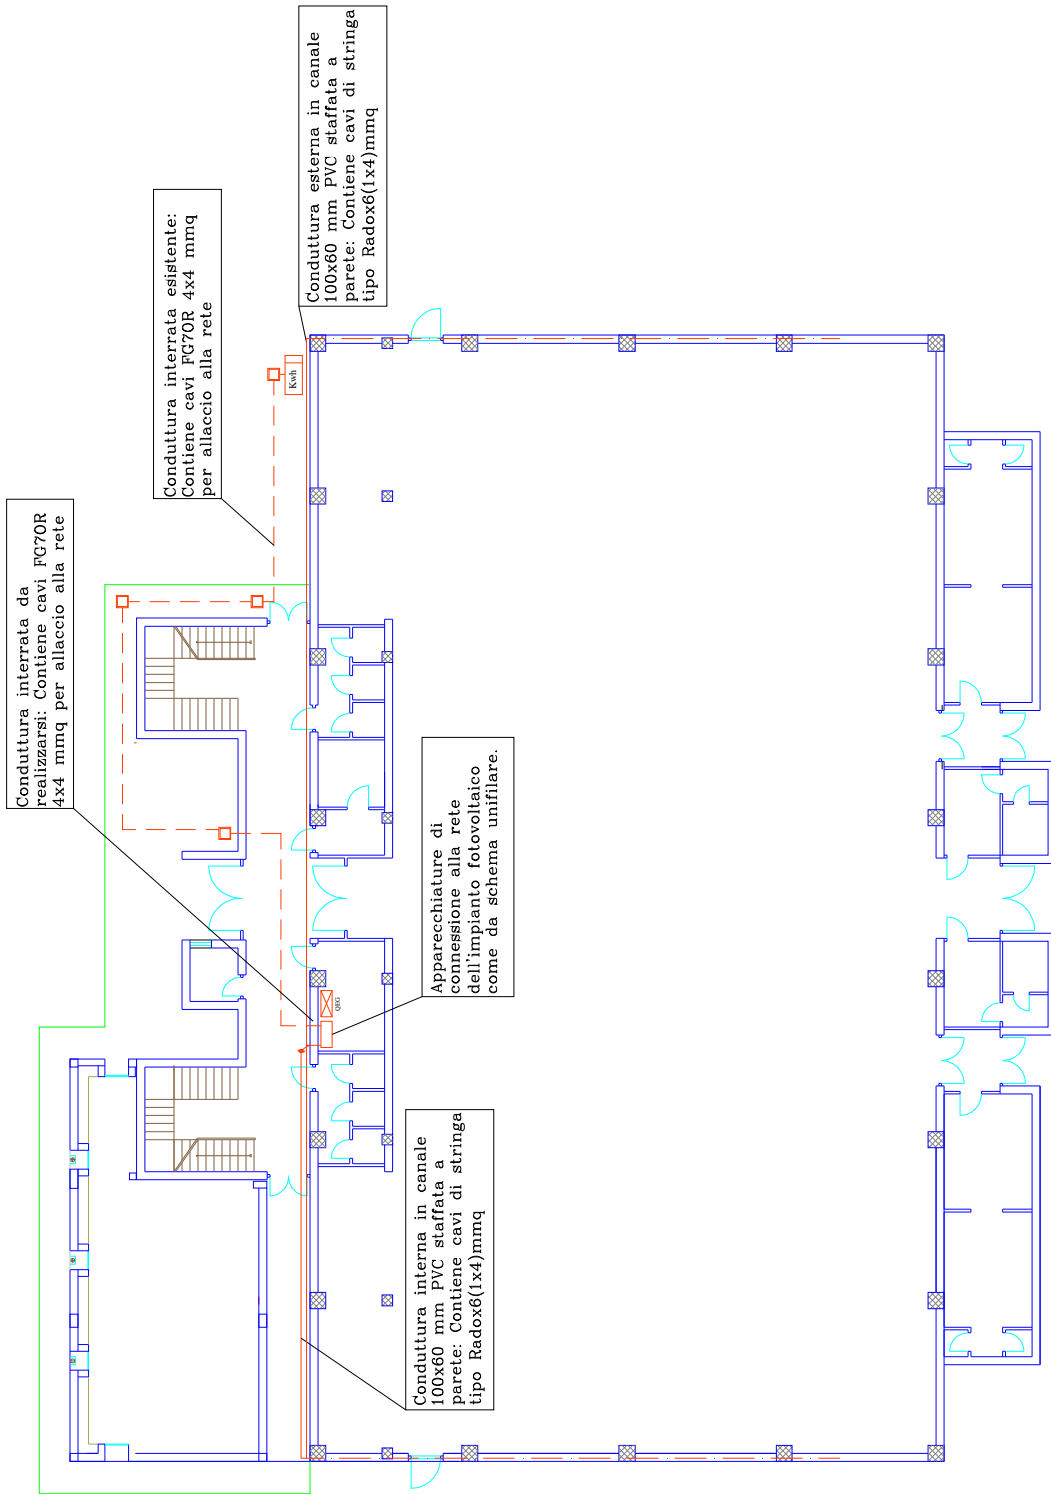 Conduttura interrata da
realizzarsi: Contiene cavi FG7OR
4x4 mmq per allaccio alla rete
Conduttura interrata esistente:
Contiene cavi FG7OR 4x4 mmq
per allaccio alla rete
Conduttura esterna in canale
100x60 mm PVC staffata a
parete: Contiene cavi di stringa
tipo Radox6(1x4)mmq
Kwh
Apparecchiature di
connessione alla rete
dell'impianto fotovoltaico
come da schema unifilare.
QEG
Conduttura interna in canale
100x60 mm PVC staffata a
parete: Contiene cavi di stringa
tipo Radox6(1x4)mmq